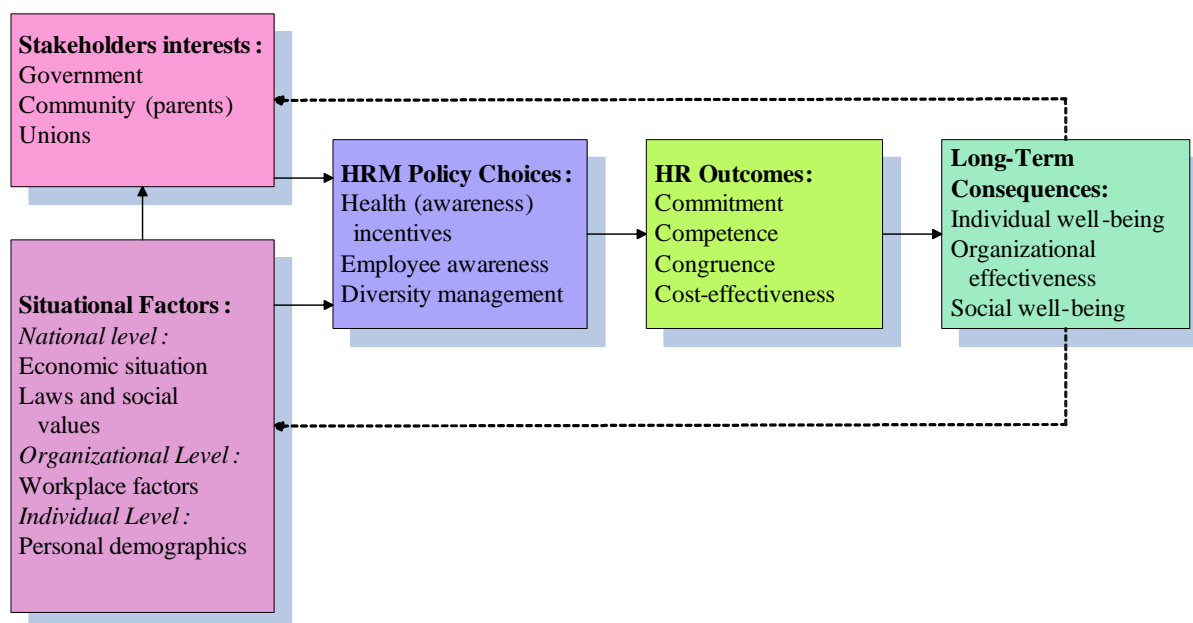 Stakeholders interests:
Government
Community (parents)
Unions
Situational Factors:
National level:
Economic situation
Laws and social
values
Organizational Level:
Workplace factors
Individual Level:
Personal demographics
HRM Policy Choices:
Health (awareness)
incentives
Employee awareness
Diversity management
HR Outcomes:
Commitment
Competence
Congruence
Cost-effectiveness
Long-Term
Consequences:
Individual well-being
Organizational
effectiveness
Social well-being